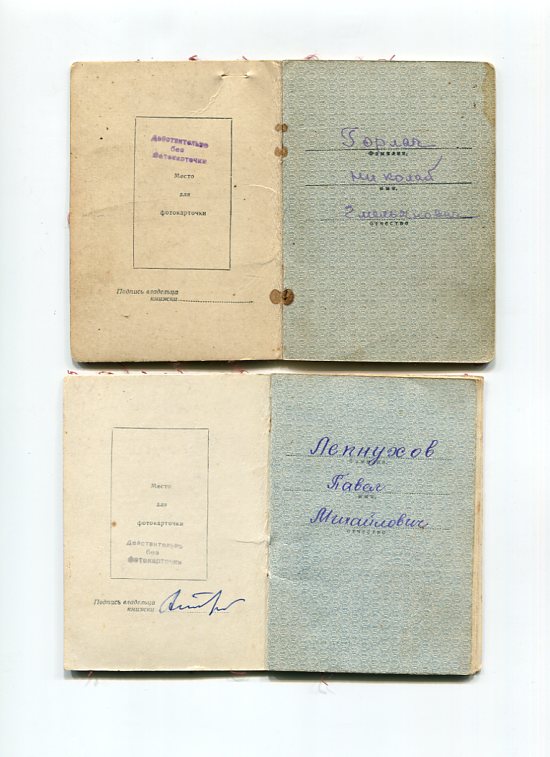 Действительно
без
фотокарточки
Место
для
фотокарточки
Подпись владельца
книжки
Горлач
Фамилия,
Николай
имя,
Емельянович
отчество
Место
для
фотокарточки
Действительно
без
Фотокарточки
Подпись владельца
книжки
Лепнухов
Фамилия,
Павел
имя,
Михайлович
отчество